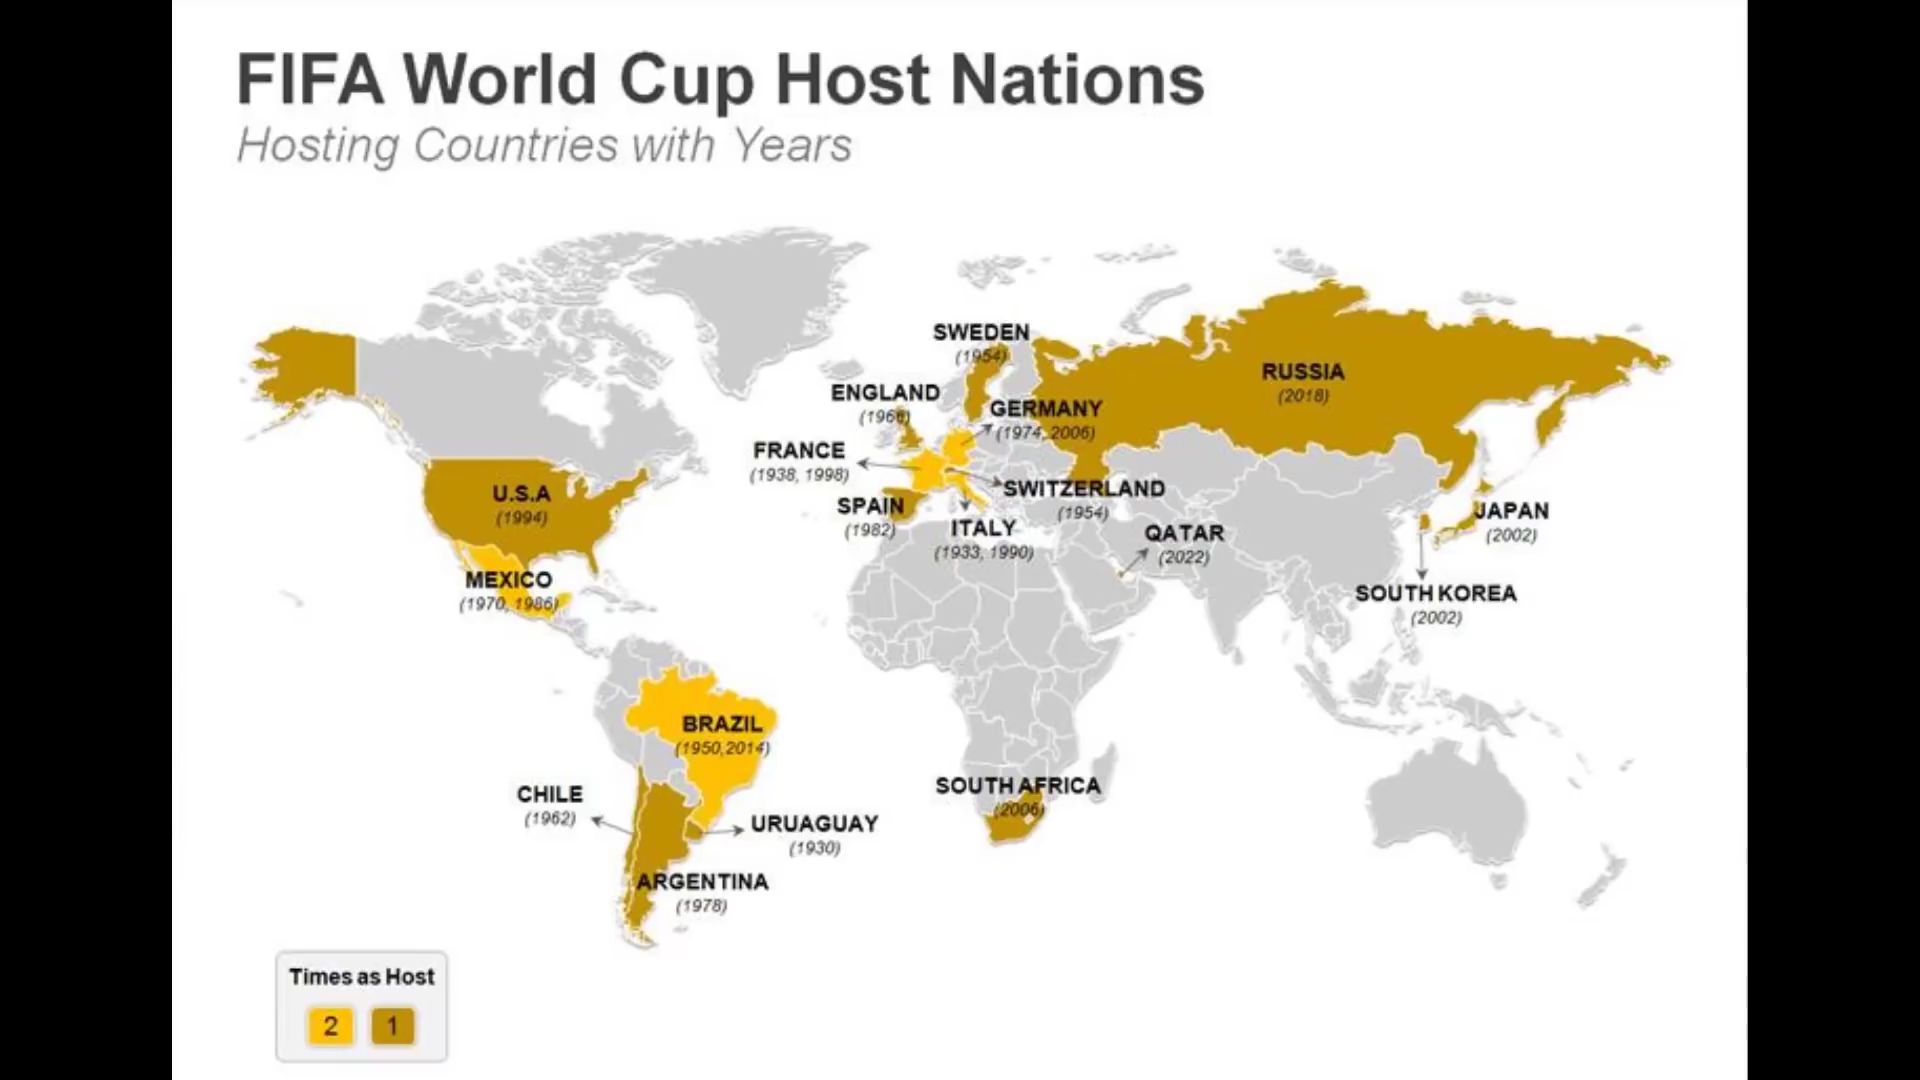 FIFA World Cup Host Nations
Hosting Countries with Years
SWEDEN
(1954)
RUSSIA
(2018)
ENGLAND
(1966)
GERMANY
(1974, 2006)
FRANCE
(1938, 1998)
SWITZERLAND
(1954)
U.S.A
(1994)
SPAIN
(1982)
JAPAN
(2002)
ITALY
(1933, 1990)
QATAR
(2022)
MEXICO
(1970, 1986)
SOUTH KOREA
(2002)
BRAZIL
(1950,2014)
SOUTH AFRICA
(2006)
CHILE
(1962)
URUAGUAY
(1930)
ARGENTINA
(1978)
Times as Host
2 1